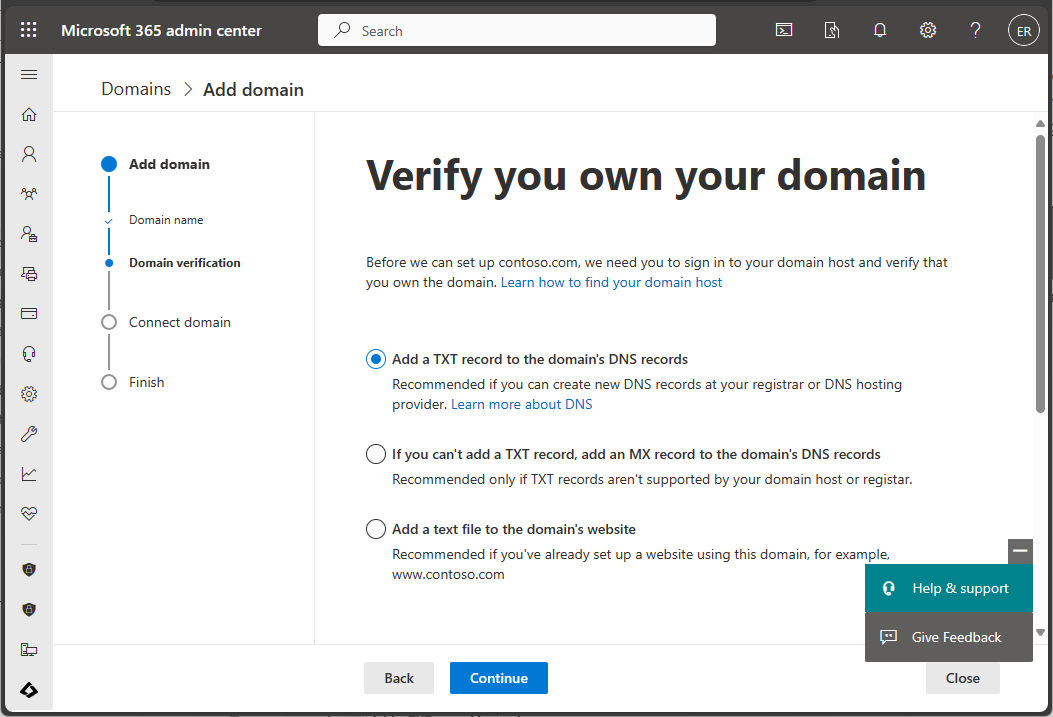 Microsoft 365 admin center
Search
ER
Domains > Add domain
Add domain
Domain name
Domain verification
Connect domain
Finish
Verify you own your domain
Before we can set up contoso.com, we need you to sign in to your domain host and verify that
you own the domain. Learn how to find your domain host
Add a TXT record to the domain's DNS records
Recommended if you can create new DNS records at your registrar or DNS hosting
provider. Learn more about DNS
If you can't add a TXT record, add an MX record to the domain's DNS records
Recommended only if TXT records aren't supported by your domain host or registar.
Add a text file to the domain's website
Recommended if you've already set up a website using this domain, for example,
www.contoso.com
Help & support
Give Feedback
Back
Continue
Close